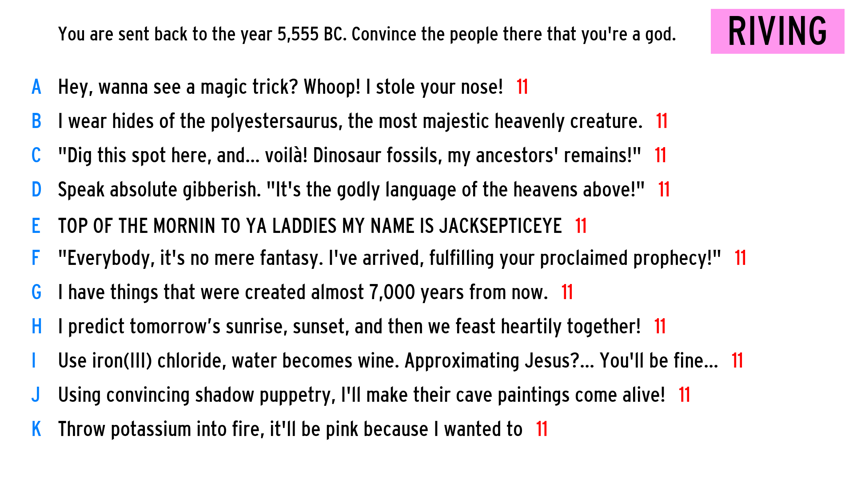 You are sent back to the year 5,555 BC. Convince the people there that you're a god.
RIVING
A Hey, wanna see a magic trick? Whoop! I stole your nose! 11
B I wear hides of the polyestersaurus, the most majestic heavenly creature. 11
C "Dig this spot here, and... voilà! Dinosaur fossils, my ancestors' remains!" 11
D Speak absolute gibberish. "It's the godly language of the heavens above!" 11
E TOP OF THE MORNIN TO YA LADDIES MY NAME IS JACKSEPTICEYE 11
F "Everybody, it's no mere fantasy. I've arrived, fulfilling your proclaimed prophecy!" 11
G I have things that were created almost 7,000 years from now. 11
H I predict tomorrow’s sunrise, sunset, and then we feast heartily together! 11
I Use iron(III) chloride, water becomes wine. Approximating Jesus?... You'll be fine... 11
J Using convincing shadow puppetry, I'll make their cave paintings come alive! 11
K Throw potassium into fire, it'll be pink because I wanted to 11